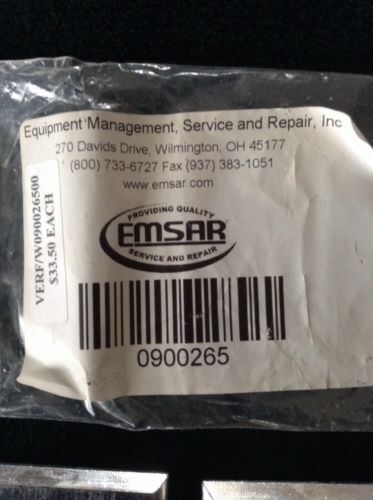 Equipment Management, Service and Repair, Inc
270 Davids Drive, Wilmington, OH 45177
(800) 733-6727 Fax (937) 383-1051
www.emsar.com
PROVIDING QUALITY
EMSAR
SERVICE AND REPAIR
0900265
VERF/W090026500
$33.50 EACH